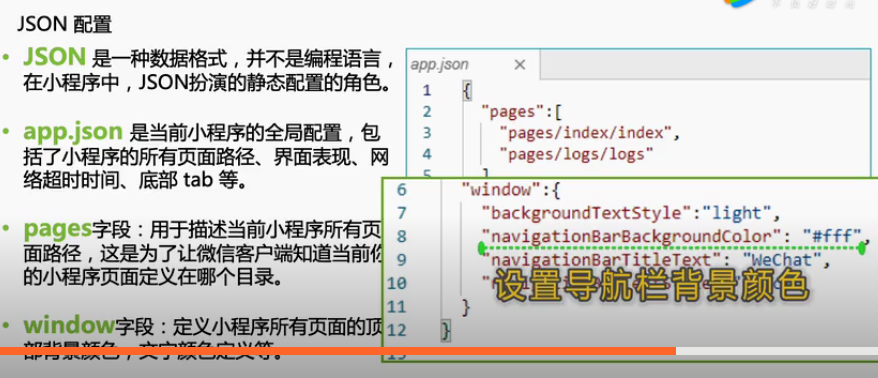 JSON 配置
• JSON 是一种数据格式，并不是编程语言，
在小程序中，JSON扮演的静态配置的角色。
• app.json 是当前小程序的全局配置，包
括了小程序的所有页面路径、界面表现、网
络超时时间、底部 tab 等。
• pages字段：用于描述当前小程序所有页
面路径，这是为了让微信客户端知道当前你
的小程序页面定义在哪个目录。
• window字段：定义小程序所有页面的顶
部背景颜色，文字颜色定义等。
app.json ×
1 {
2 "pages":[
3 "pages/index/index",
4 "pages/logs/logs"
5 ]
6 "window":{
7 "backgroundTextStyle":"light",
8 "navigationBarBackgroundColor": "#fff",
9 "navigationBarTitleText": "WeChat",
10
设置导航栏背景颜色
11 }
12 }
13